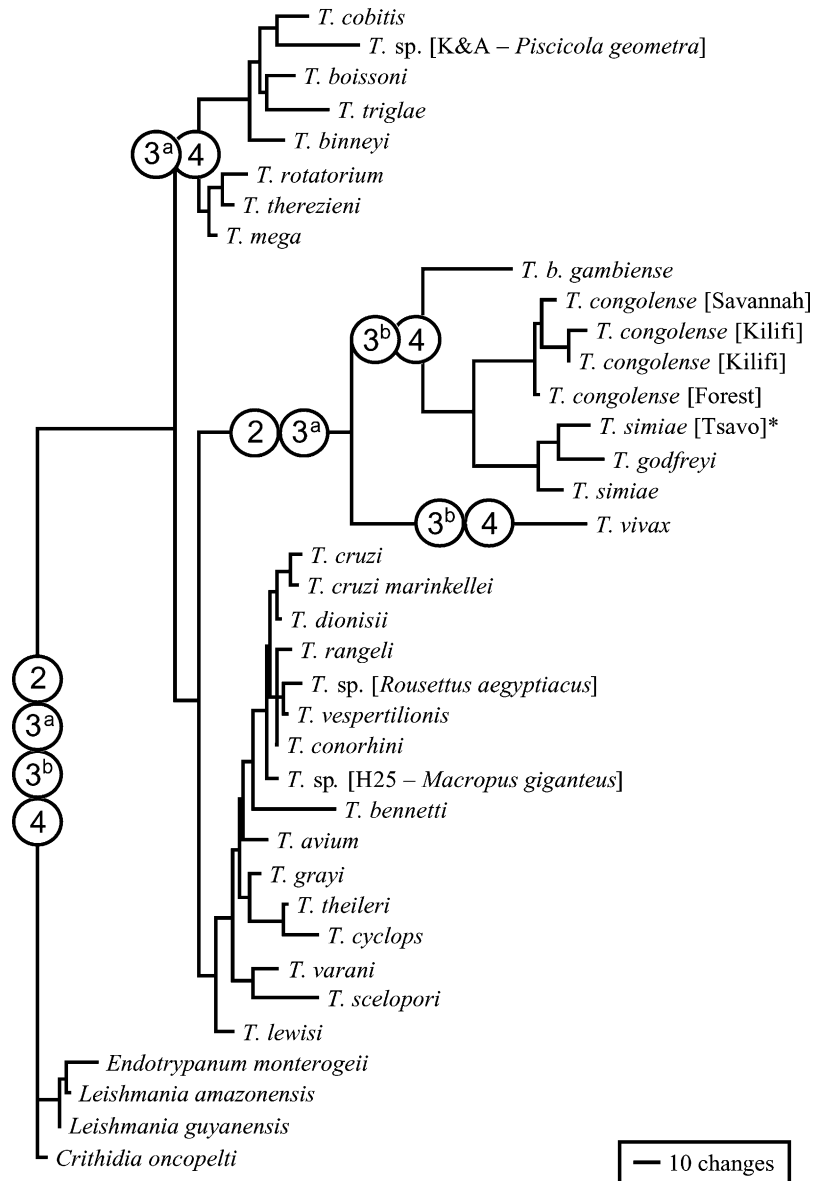 T. cobitis
T. sp. [K&A – Piscicola geometra]
T. boissoni
T. triglae
T. binneyi
3a 4
T. rotatorium
T. therezieni
T. mega
T. b. gambiense
T. congolense [Savannah]
T. congolense [Kilifi]
3b 4
T. congolense [Kilifi]
T. congolense [Forest]
T. simiae [Tsavo]*
2 3a
T. godfreyi
T. simiae
3b 4
T. vivax
T. cruzi
T. cruzi marinkellei
T. dionisii
T. rangeli
T. sp. [Rousettus aegyptiacus]
T. vespertilionis
T. conorhini
T. sp. [H25 – Macropus giganteus]
T. bennetti
T. avium
T. grayi
T. theileri
T. cyclops
T. varani
T. scelopori
T. lewisi
2
3a
3b
4
Endotrypanum monterogeii
Leishmania amazonensis
Leishmania guyanensis
Crithidia oncopelti
10 changes